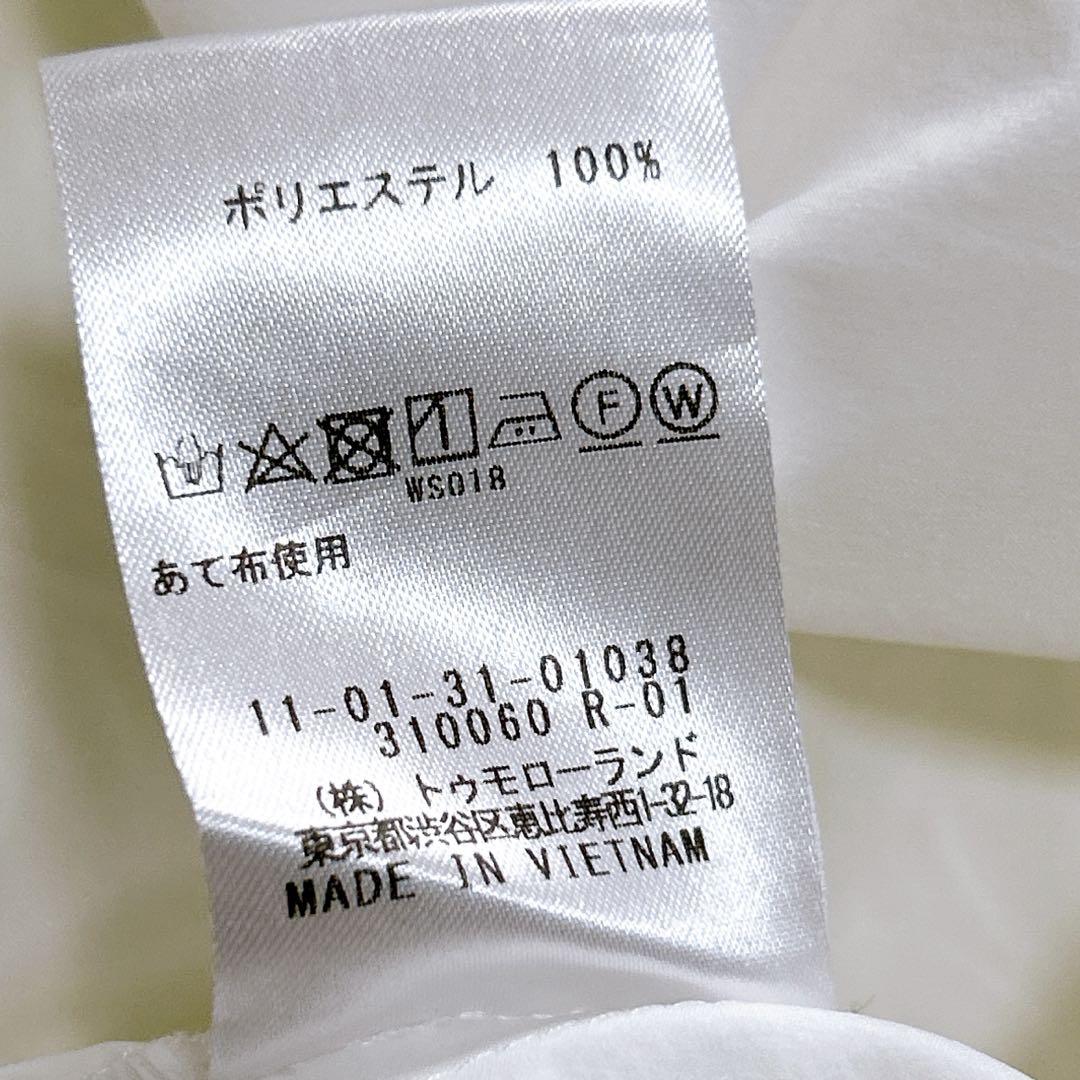 ポリエステル 100%
F W
WS018
あて布使用
11-01-31-01038
310060 R-01
(株) トゥモローランド
東京都渋谷区恵比寿西1-32-18
MADE IN VIETNAM